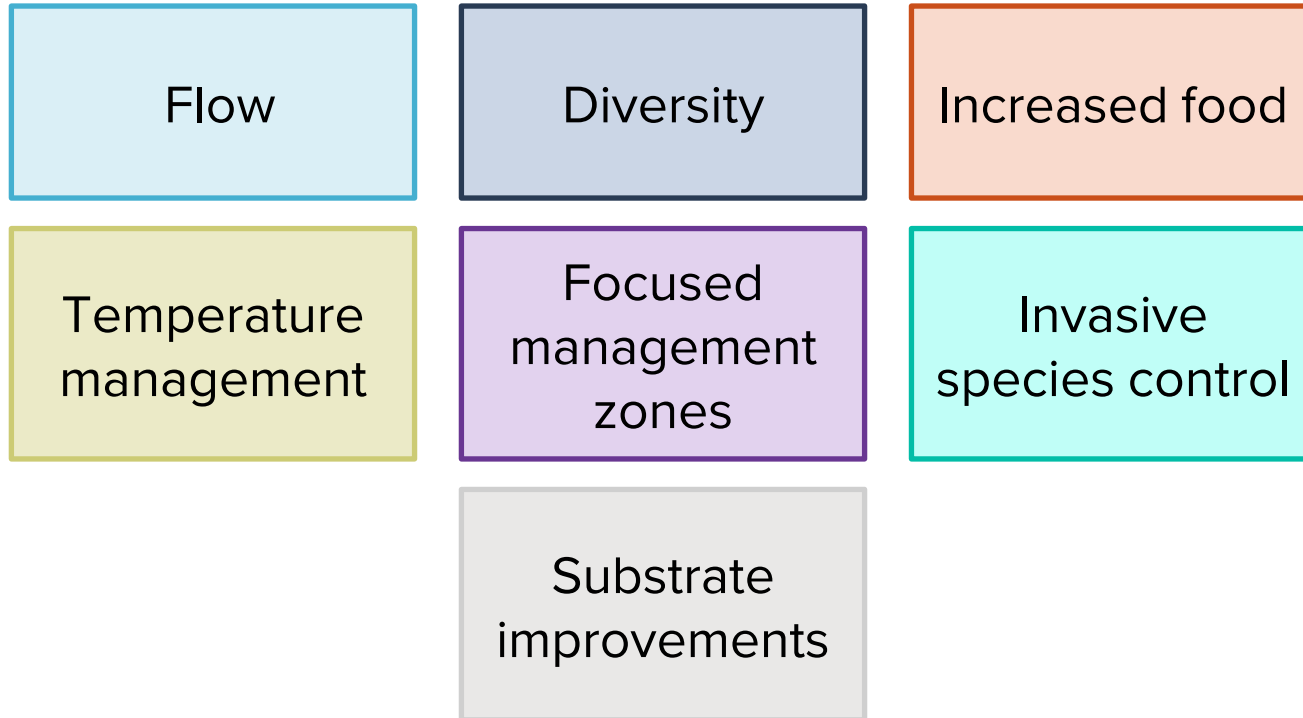 Flow
Diversity
Increased food
Temperature
management
Focused
management
zones
Invasive
species control
Substrate
improvements